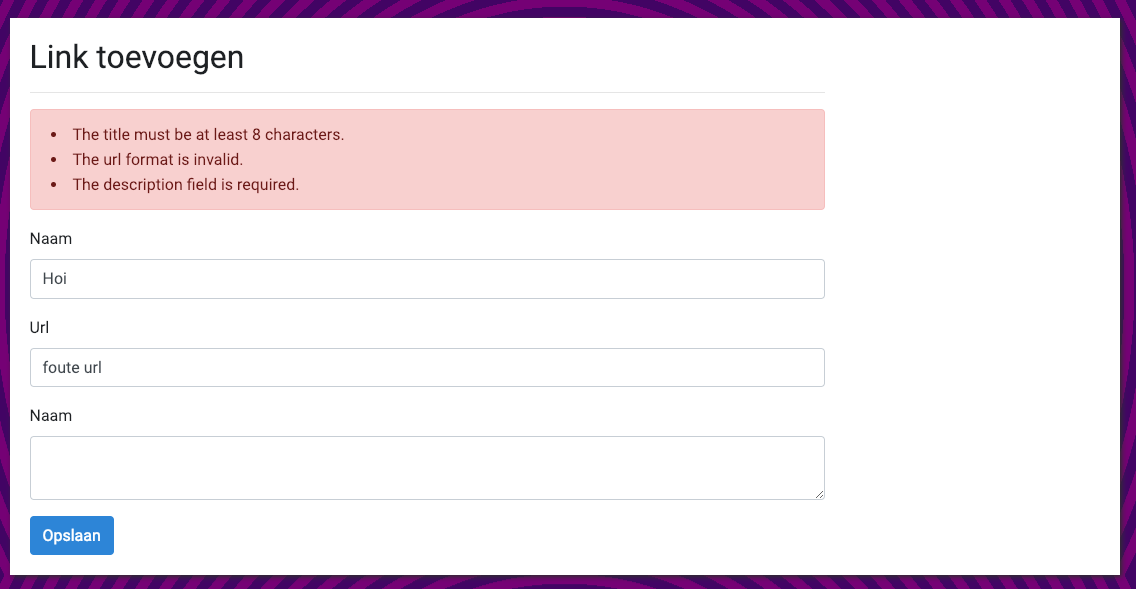 Link toevoegen
The title must be at least 8 characters.
The url format is invalid.
The description field is required.
Naam
Hoi
Url
foute url
Naam
Opslaan